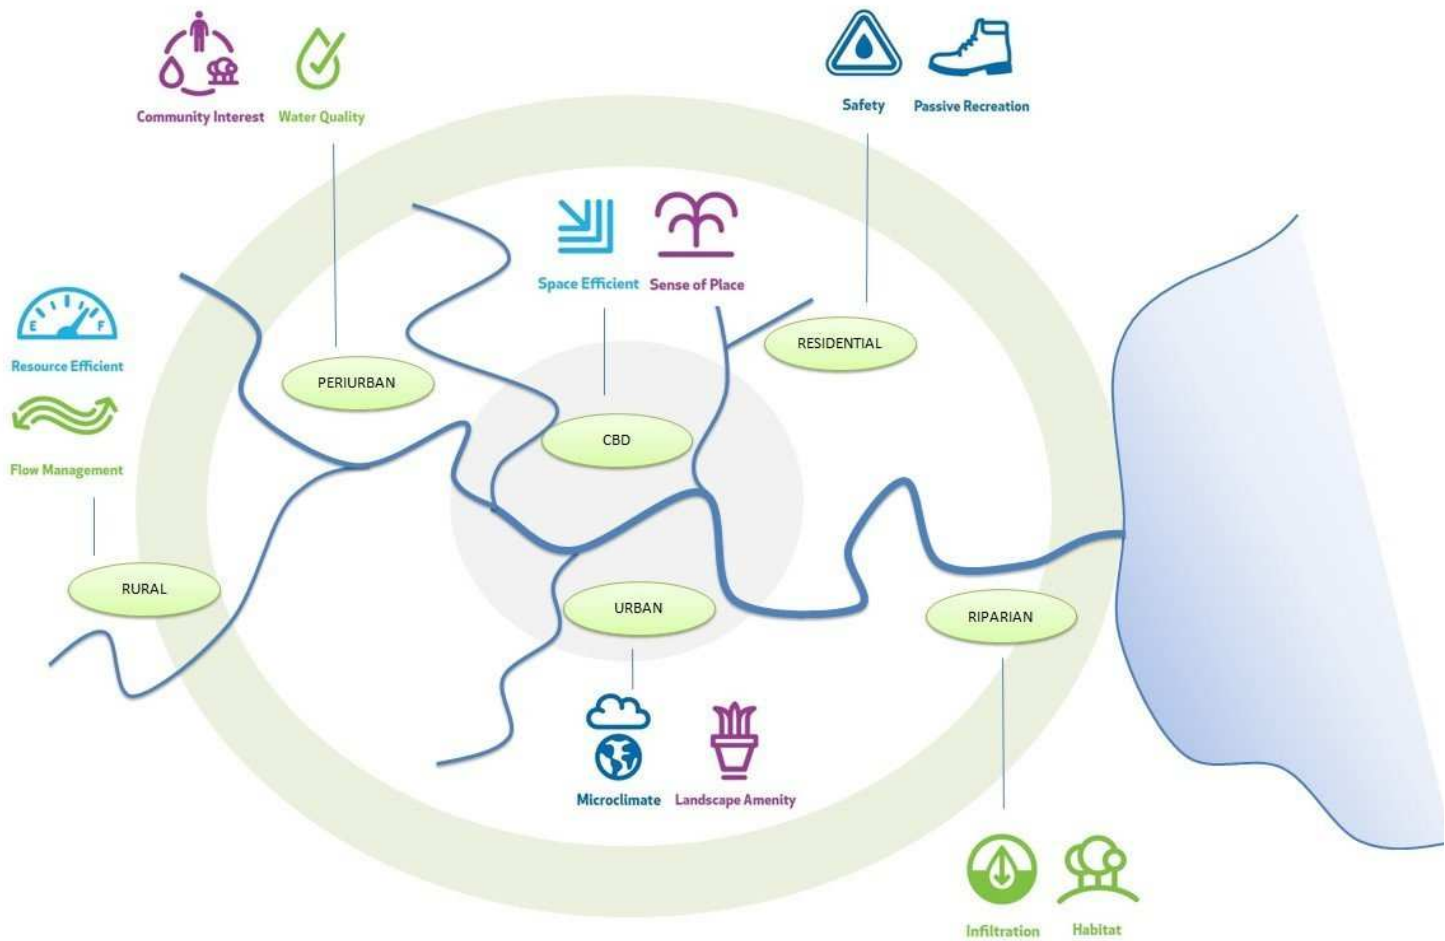 Community Interest
Water Quality
Safety
Passive Recreation
Space Efficient
Sense of Place
E F
Resource Efficient
RESIDENTIAL
PERIURBAN
CBD
Flow Management
RURAL
URBAN
RIPARIAN
Microclimate
Landscape Amenity
Infiltration
Habitat